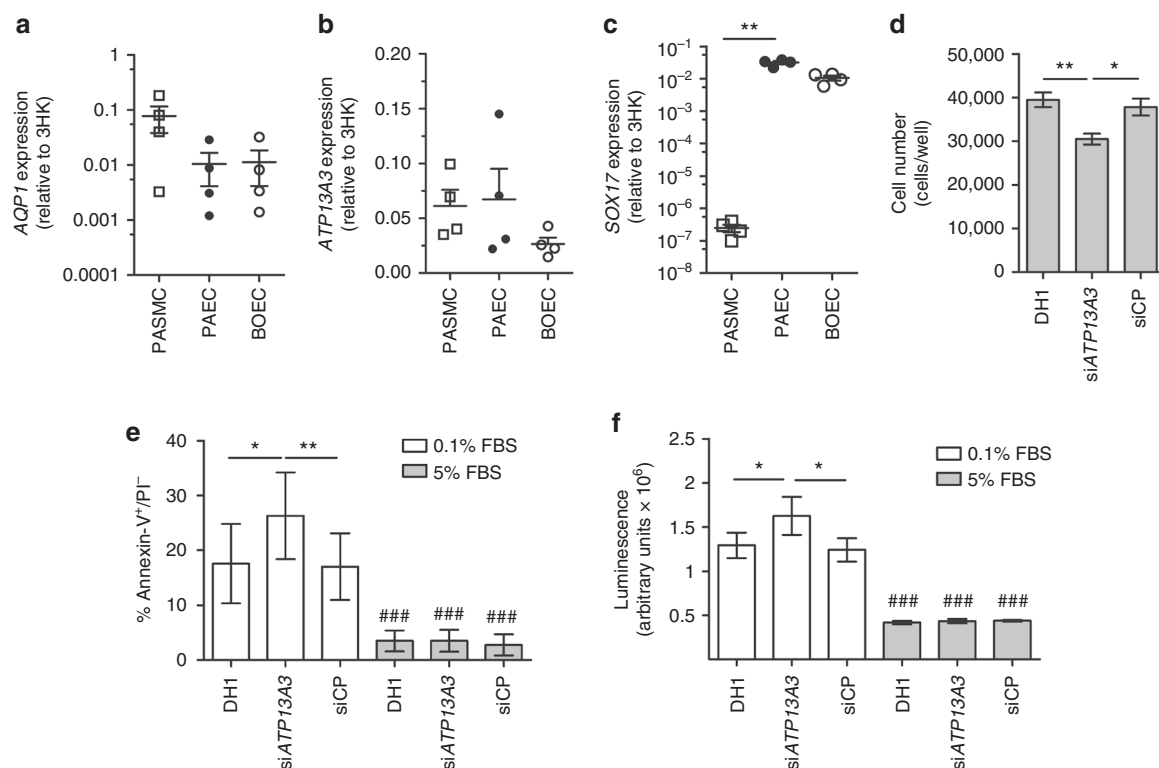 a
AQP1 expression
(relative to 3HK)
1
0.1
0.01
0.001
0.0001
PASMC
PAEC
BOEC
b
ATP13A3 expression
(relative to 3HK)
0.20
0.15
0.10
0.05
0.00
PASMC
PAEC
BOEC
c
SOX17 expression
(relative to 3HK)
10⁻¹
10⁻²
10⁻³
10⁻⁶
10⁻⁷
10⁻⁸
**
PASMC
PAEC
BOEC
d
Cell number
(cells/well)
50,000
40,000
30,000
20,000
10,000
0
** *
DH1
siATP13A3
siCP
e
% Annexin-V⁺/PI⁻
50
40
30
20
10
0
* **
0.1% FBS
5% FBS
### ### ###
DH1
siATP13A3
siCP
DH1
siATP13A3
siCP
f
Luminescence
(arbitrary units × 10⁶)
2.5
2
1.5
1
0.5
* *
0.1% FBS
5% FBS
### ### ###
DH1
siATP13A3
siCP
DH1
siATP13A3
siCP